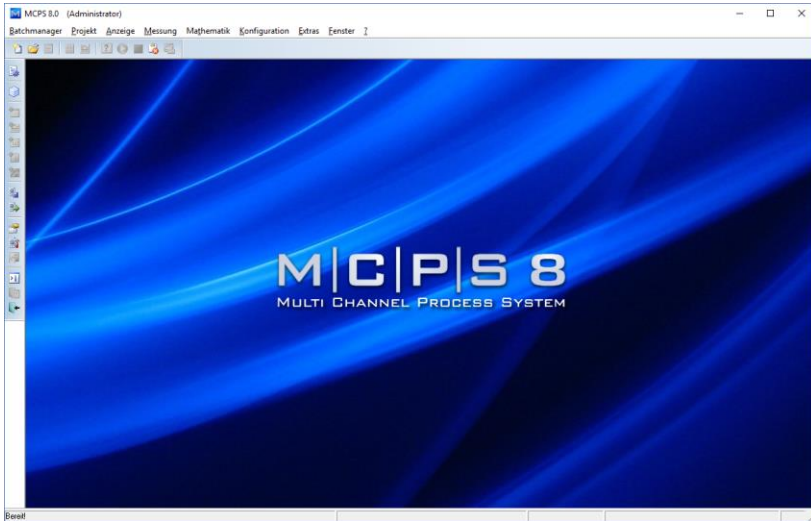 MCPS 8.0 (Administrator)
Batchmanager Projekt Anzeige Messung Mathematik Konfiguration Extras Fenster ?
M|C|P|S 8
MULTI CHANNEL PROCESS SYSTEM
Bereit!